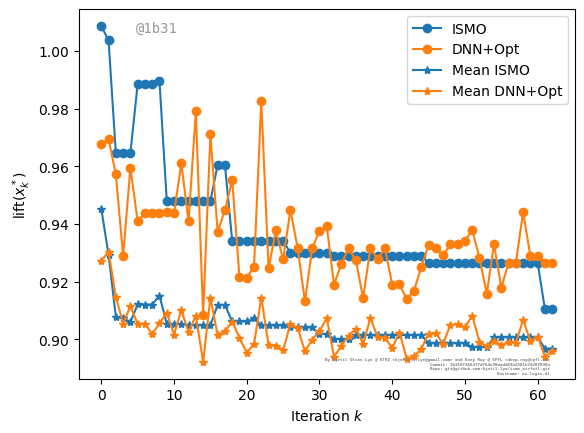 @1b31
ISMO
DNN+Opt
Mean ISMO
Mean DNN+Opt
lift(x*k)
1.00
0.98
0.96
0.94
0.92
0.90
0
10
20
30
40
50
60
Iteration k